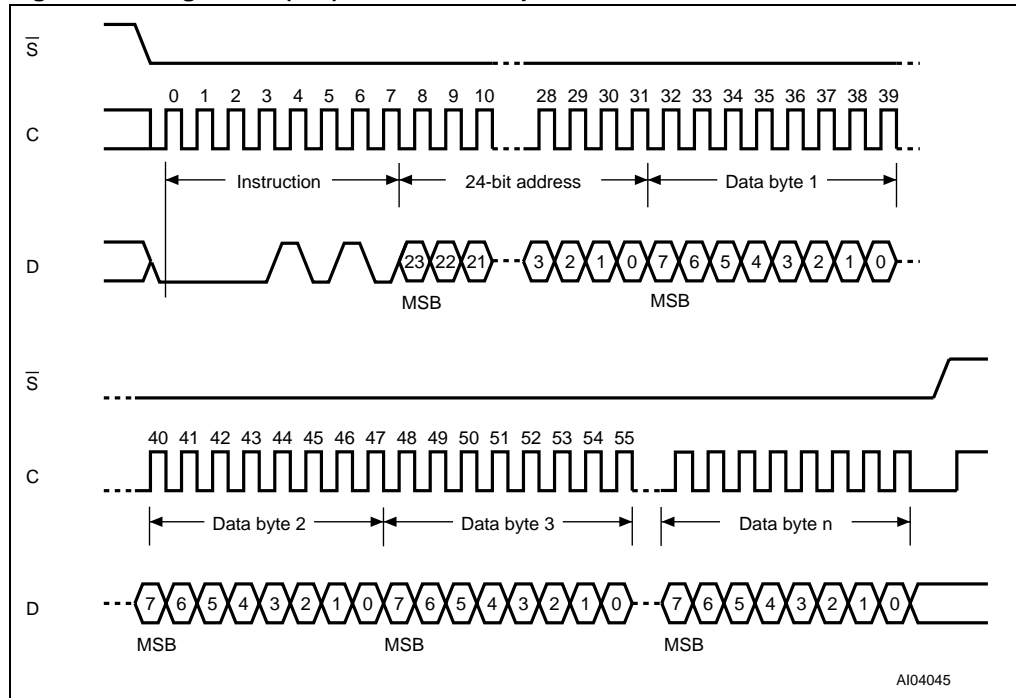 S
0 1 2 3 4 5 6 7 8 9 10 28 29 30 31 32 33 34 35 36 37 38 39
C
Instruction 24-bit address Data byte 1
D 23 22 21 3 2 1 0 7 6 5 4 3 2 1 0
MSB MSB
S
40 41 42 43 44 45 46 47 48 49 50 51 52 53 54 55
C
Data byte 2 Data byte 3 Data byte n
D 7 6 5 4 3 2 1 0 7 6 5 4 3 2 1 0 7 6 5 4 3 2 1 0
MSB MSB MSB
AI04045